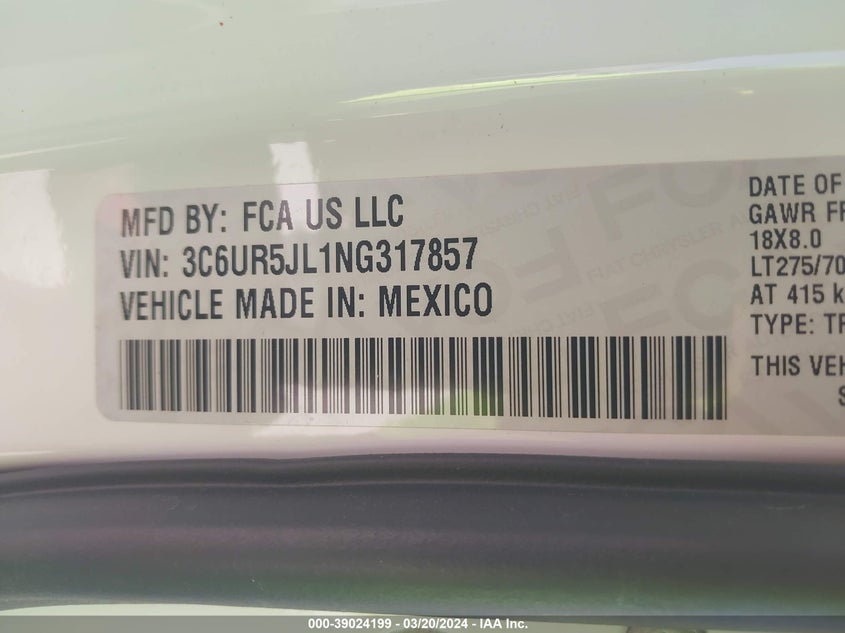 MFD BY: FCA US LLC
VIN: 3C6UR5JL1NG317857
VEHICLE MADE IN: MEXICO
DATE OF
GAWR FR
18X8.0
LT275/70
AT 415 k
TYPE: TR
THIS VEH
S
000-39024199 - 03/20/2024 - IAA Inc.